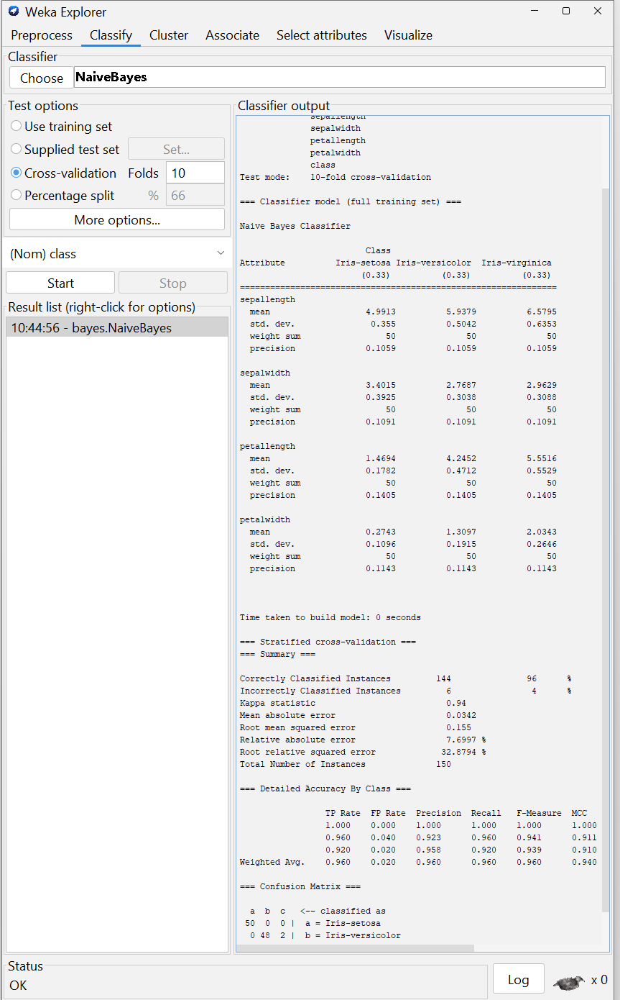 Weka Explorer
Preprocess Classify Cluster Associate Select attributes Visualize
Classifier
Choose NaiveBayes
Test options
Use training set
Supplied test set Set...
Cross-validation Folds 10
Percentage split % 66
More options...
(Nom) class
Start Stop
Result list (right-click for options)
10:44:56 - bayes.NaiveBayes
Classifier output
sepallength
sepalwidth
petallength
petalwidth
class
Test mode: 10-fold cross-validation
=== Classifier model (full training set) ===
Naive Bayes Classifier
Class
Attribute Iris-setosa Iris-versicolor Iris-virginica
(0.33) (0.33) (0.33)
===============================================================
sepallength
mean 4.9913 5.9379 6.5795
std. dev. 0.355 0.5042 0.6353
weight sum 50 50 50
precision 0.1059 0.1059 0.1059
sepalwidth
mean 3.4015 2.7687 2.9629
std. dev. 0.3925 0.3038 0.3088
weight sum 50 50 50
precision 0.1091 0.1091 0.1091
petallength
mean 1.4694 4.2452 5.5516
std. dev. 0.1782 0.4712 0.5529
weight sum 50 50 50
precision 0.1405 0.1405 0.1405
petalwidth
mean 0.2743 1.3097 2.0343
std. dev. 0.1096 0.1915 0.2646
weight sum 50 50 50
precision 0.1143 0.1143 0.1143
Time taken to build model: 0 seconds
=== Stratified cross-validation ===
=== Summary ===
Correctly Classified Instances 144 96 %
Incorrectly Classified Instances 6 4 %
Kappa statistic 0.94
Mean absolute error 0.0342
Root mean squared error 0.155
Relative absolute error 7.6997 %
Root relative squared error 32.8794 %
Total Number of Instances 150
=== Detailed Accuracy By Class ===
TP Rate FP Rate Precision Recall F-Measure MCC
1.000 0.000 1.000 1.000 1.000 1.000
0.960 0.040 0.923 0.960 0.941 0.911
0.920 0.020 0.958 0.920 0.939 0.910
Weighted Avg. 0.960 0.020 0.960 0.960 0.960 0.940
=== Confusion Matrix ===
a b c <-- classified as
50 0 0 | a = Iris-setosa
0 48 2 | b = Iris-versicolor
Status
OK
Log x 0